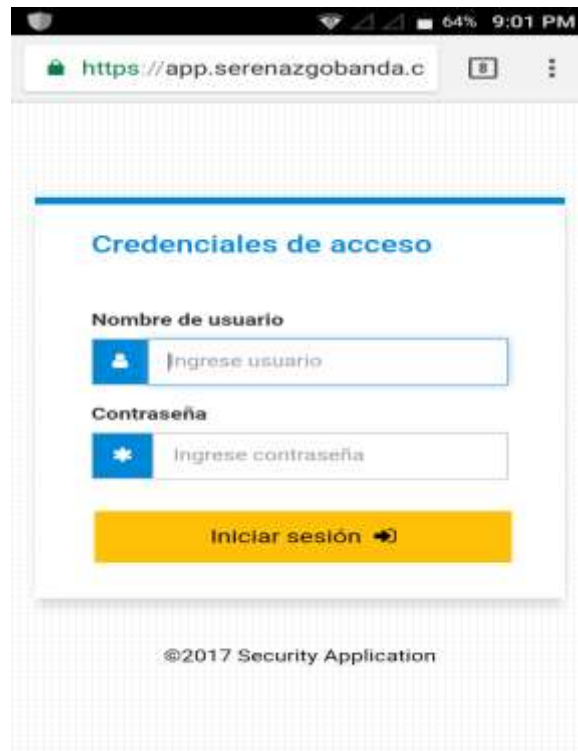 64% 9:01 PM
https://app.serenazgobanda.c
8
Credenciales de acceso
Nombre de usuario
Ingrese usuario
Contraseña
Ingrese contraseña
Iniciar sesión
©2017 Security Application